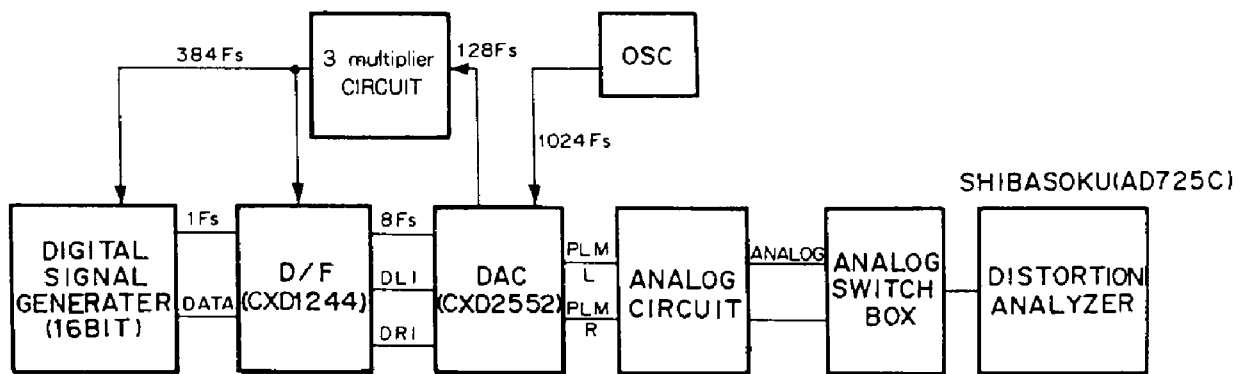 384Fs
3 multiplier
CIRCUIT
128Fs
OSC
1024Fs
SHIBASOKU(AD725C)
DIGITAL
SIGNAL
GENERATER
(16BIT)
1Fs
DATA
D/F
(CXD1244)
8Fs
DLI
DRI
DAC
(CXD2552)
PLM
L
PLM
R
ANALOG
CIRCUIT
ANALOG
ANALOG
SWITCH
BOX
DISTORTION
ANALYZER